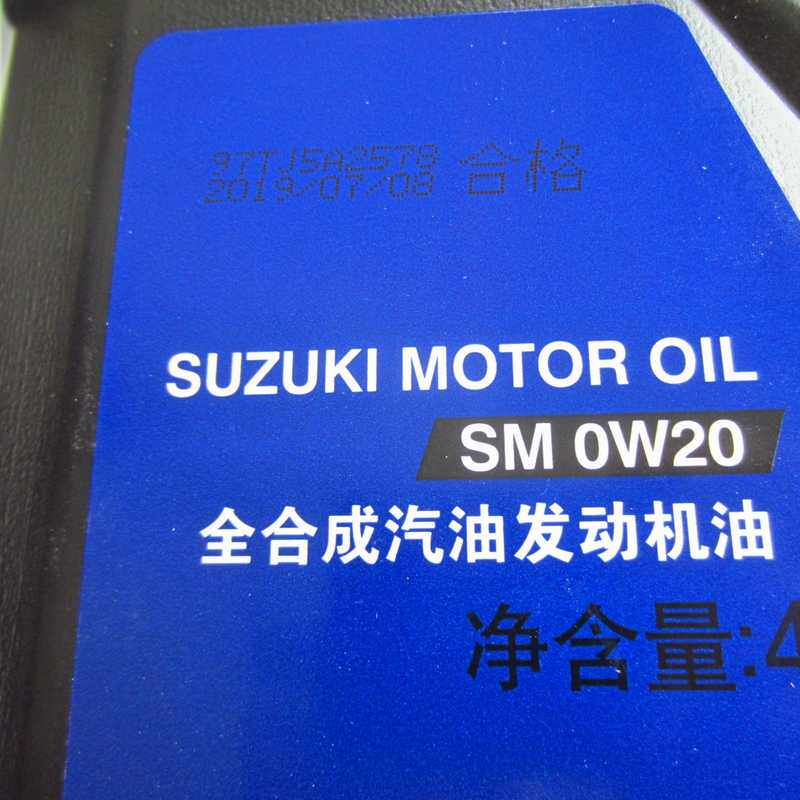 97TJ5A2579 合格
2019/07/08
SUZUKI MOTOR OIL
SM 0W20
全合成汽油发动机油
净含量:4